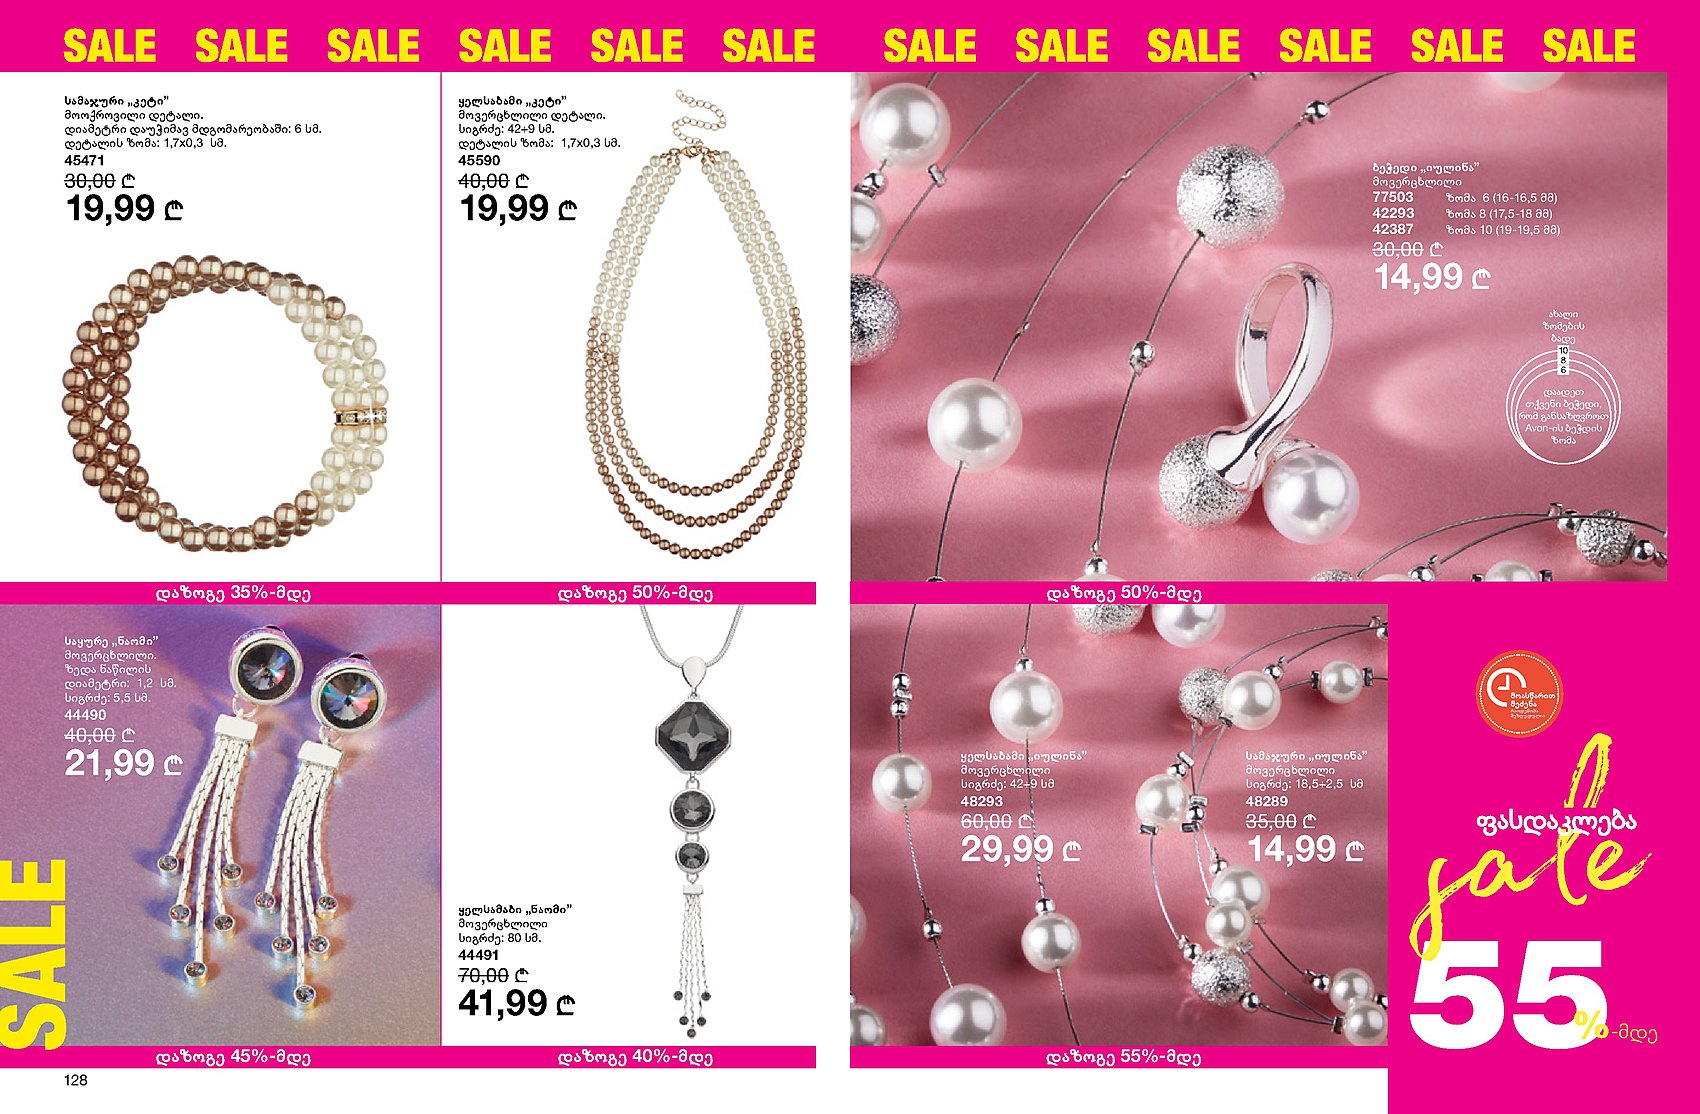 SALE SALE SALE SALE SALE SALE SALE SALE SALE SALE SALE SALE
სამაჯური „კეტი”
მოოქროვილი დეტალი.
დიამეტრი დაუჭიმავ მდგომარეობაში: 6 სმ.
დეტალის ზომა: 1,7x0,3 სმ.
45471
30,00 ₾
19,99 ₾
ყელსაბამი „კეტი”
მოვერცხლილი დეტალი.
სიგრძე: 42+9 სმ.
დეტალის ზომა: 1,7x0,3 სმ.
45590
40,00 ₾
19,99 ₾
ბეჭედი „იულინა”
მოვერცხლილი
77503 ზომა 6 (16-16,5 მმ)
42293 ზომა 8 (17,5-18 მმ)
42387 ზომა 10 (19-19,5 მმ)
30,00 ₾
14,99 ₾
ახალი
ზომების
ბადე
10
8
6
დაადეთ
თქვენი ბეჭედი,
რომ განსაზღვროთ
Avon-ის ბეჭდის
ზომა
დაზოგე 35%-მდე
დაზოგე 50%-მდე
დაზოგე 50%-მდე
საყურე „ნაომი”
მოვერცხლილი.
ზედა ნაწილის
დიამეტრი: 1,2 სმ.
სიგრძე: 5,5 სმ.
44490
40,00 ₾
21,99 ₾
SALE
ყელსამაბი „ნაომი”
მოვერცხლილი
სიგრძე: 80 სმ.
44491
70,00 ₾
41,99 ₾
ყელსაბამი „იულინა”
მოვერცხლილი
სიგრძე: 42+9 სმ
48293
60,00 ₾
29,99 ₾
სამაჯური „იულინა”
მოვერცხლილი
სიგრძე: 18,5+2,5 სმ
48289
35,00 ₾
14,99 ₾
მოასწარით
შეძენა
რაოდენობა
შეზღუდულია
ფასდაკლება
sale
55%-მდე
დაზოგე 45%-მდე
დაზოგე 40%-მდე
დაზოგე 55%-მდე
128